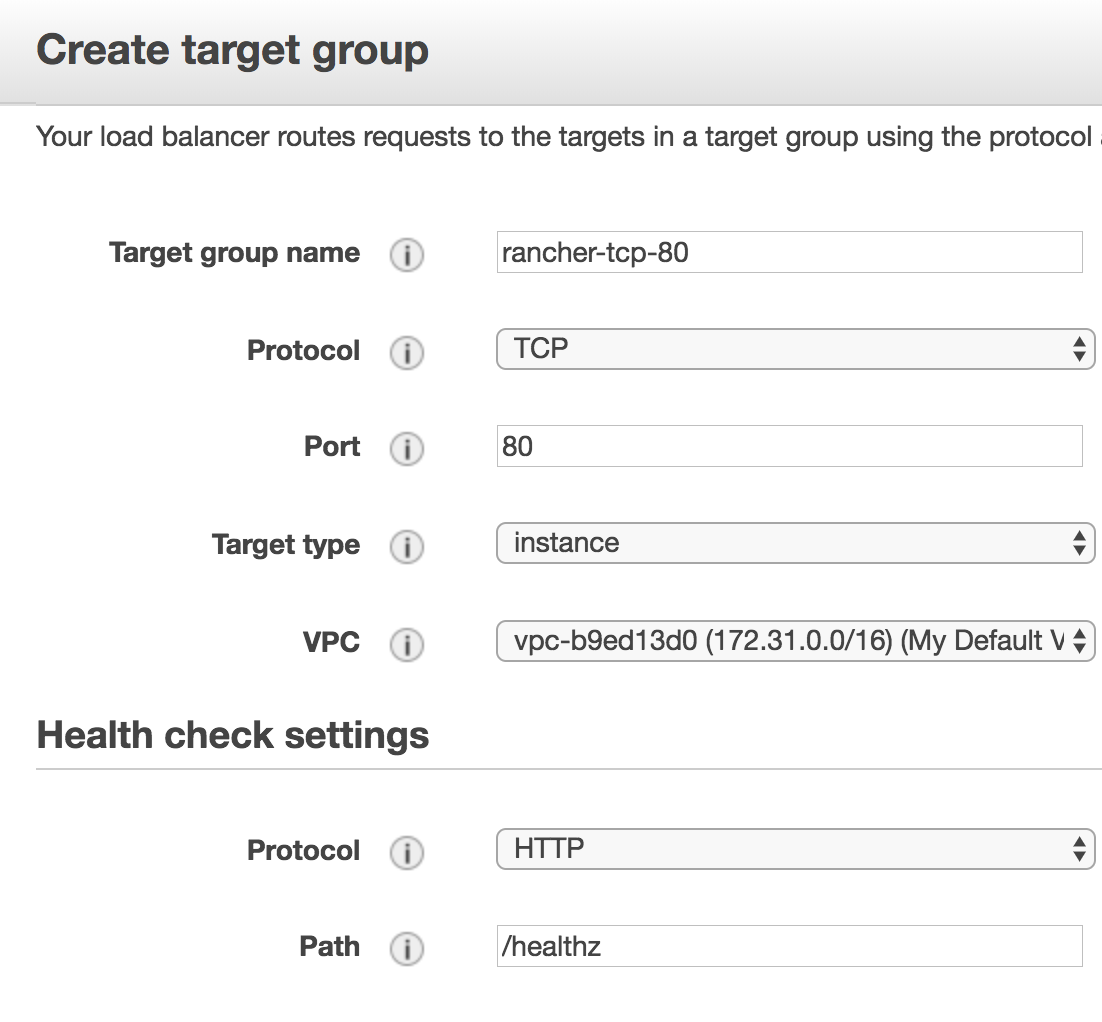 Create target group
Your load balancer routes requests to the targets in a target group using the protocol
Target group name i rancher-tcp-80
Protocol i TCP
Port i 80
Target type i instance
VPC i vpc-b9ed13d0 (172.31.0.0/16) (My Default V
Health check settings
Protocol i HTTP
Path i /healthz